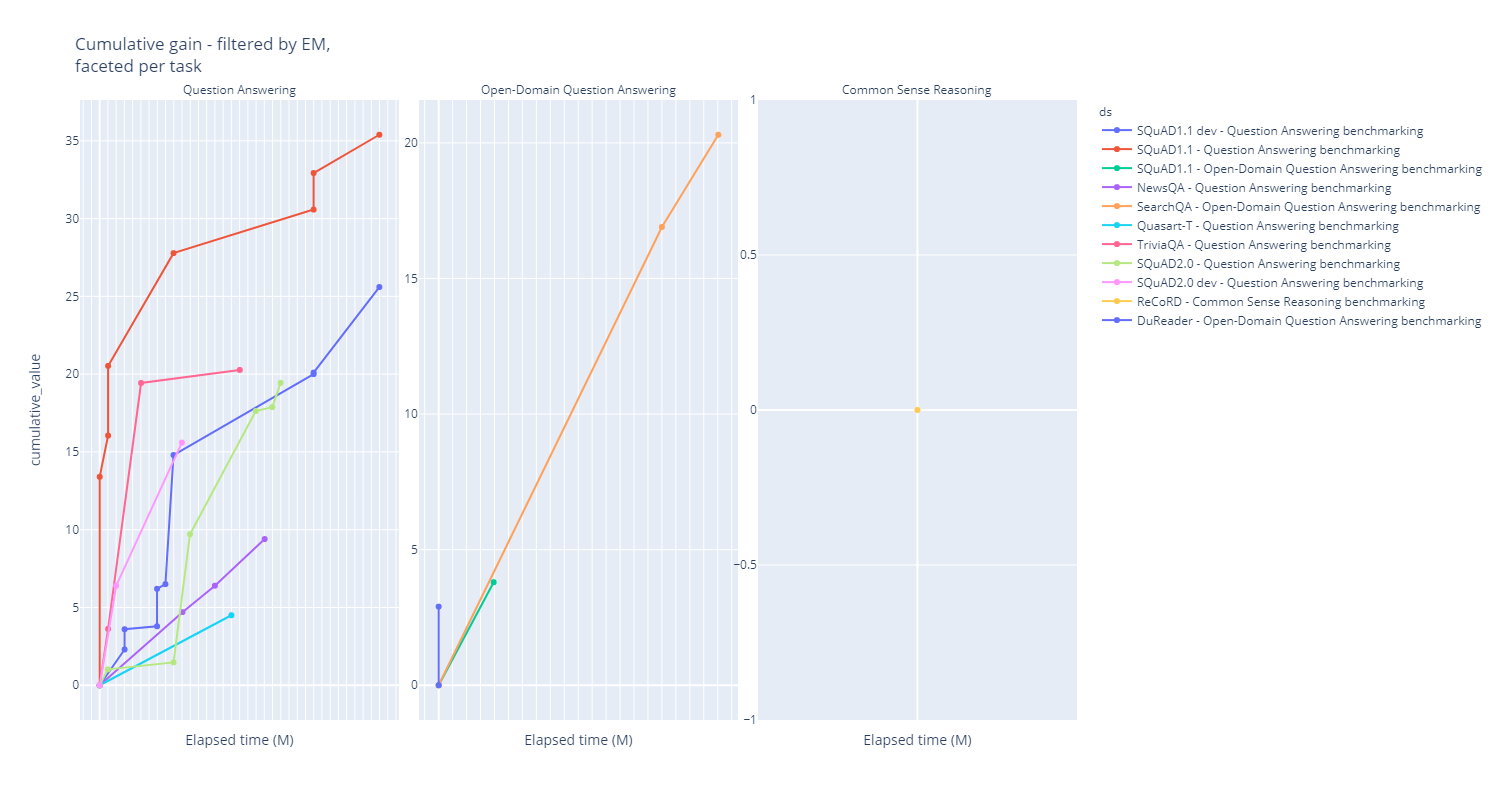 Cumulative gain - filtered by EM,
faceted per task
Question Answering
Open-Domain Question Answering
Common Sense Reasoning
cumulative_value
35
30
25
20
15
10
5
0
20
15
10
5
0
1
0.5
0
−0.5
−1
Elapsed time (M)
Elapsed time (M)
Elapsed time (M)
ds
SQuAD1.1 dev - Question Answering benchmarking
SQuAD1.1 - Question Answering benchmarking
SQuAD1.1 - Open-Domain Question Answering benchmarking
NewsQA - Question Answering benchmarking
SearchQA - Open-Domain Question Answering benchmarking
Quasart-T - Question Answering benchmarking
TriviaQA - Question Answering benchmarking
SQuAD2.0 - Question Answering benchmarking
SQuAD2.0 dev - Question Answering benchmarking
ReCoRD - Common Sense Reasoning benchmarking
DuReader - Open-Domain Question Answering benchmarking